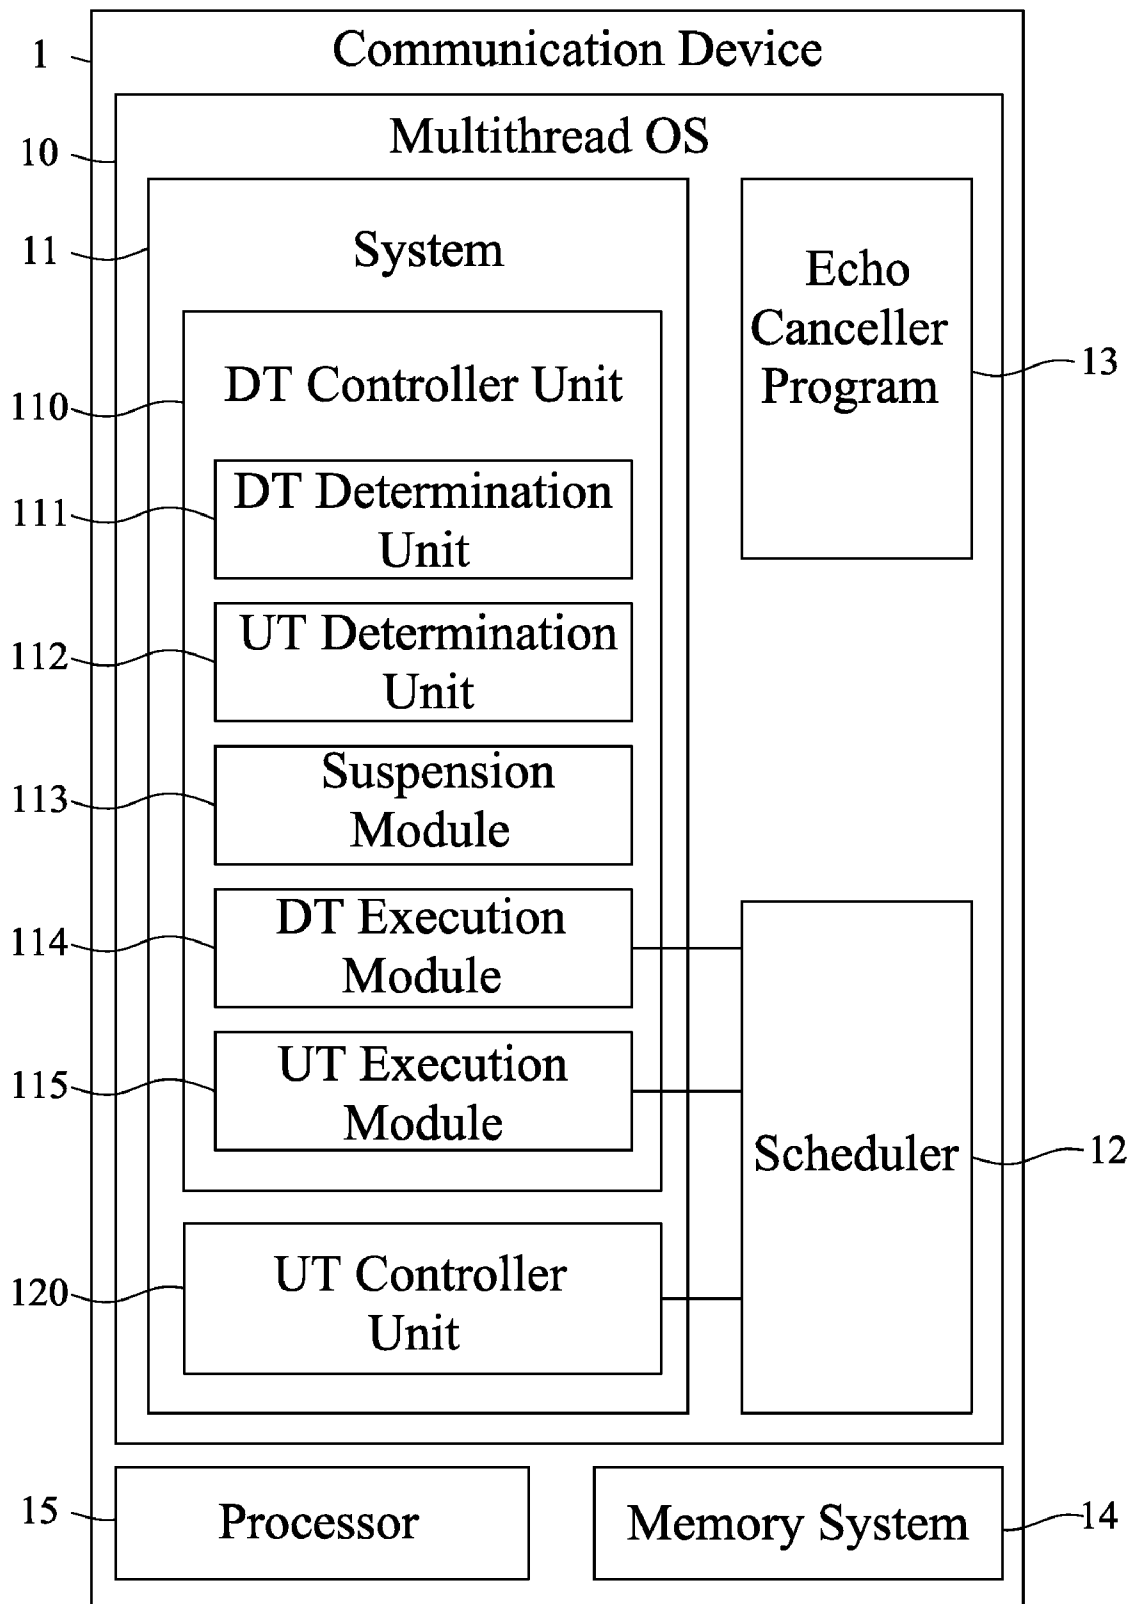 Communication Device
1
Multithread OS
10
System
11
Echo
Canceller
Program
13
DT Controller Unit
110
DT Determination
Unit
111
UT Determination
Unit
112
Suspension
Module
113
DT Execution
Module
114
UT Execution
Module
115
Scheduler
12
UT Controller
Unit
120
Processor
15
Memory System
14